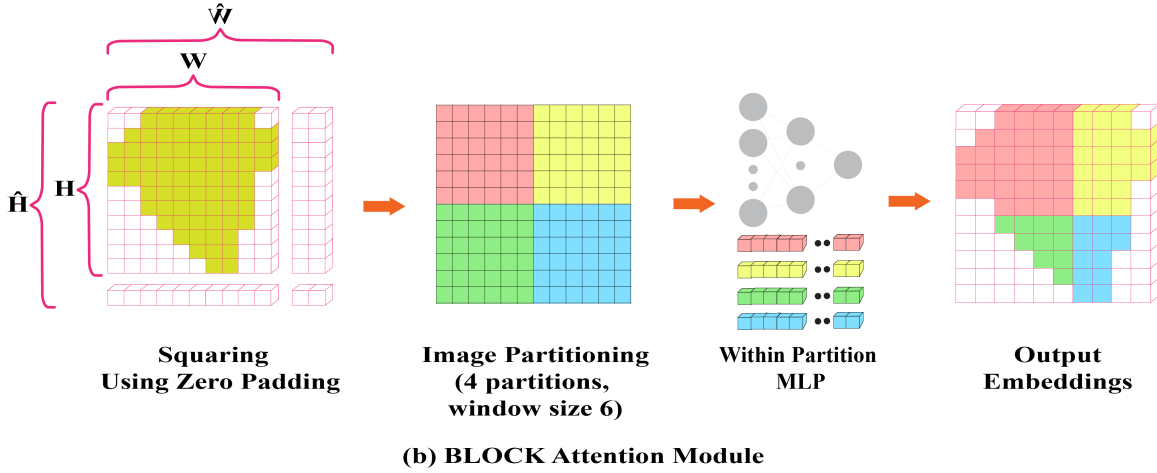 Ŵ
W
Ĥ
H
Squaring
Using Zero Padding
Image Partitioning
(4 partitions,
window size 6)
Within Partition
MLP
Output
Embeddings
(b) BLOCK Attention Module